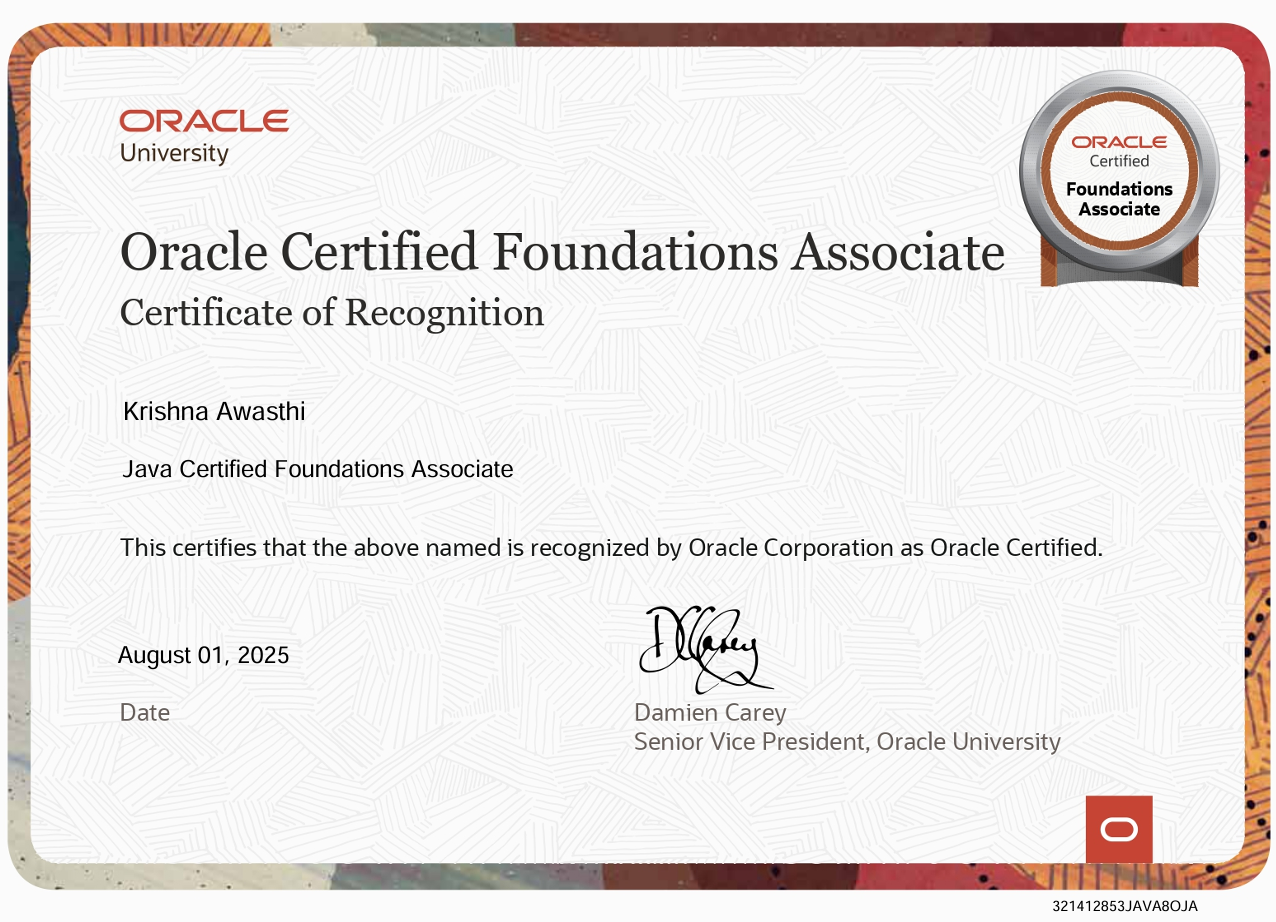 ORACLE
University
ORACLE
Certified
Foundations
Associate
Oracle Certified Foundations Associate
Certificate of Recognition
Krishna Awasthi
Java Certified Foundations Associate
This certifies that the above named is recognized by Oracle Corporation as Oracle Certified.
August 01, 2025
Date
DCarey
Damien Carey
Senior Vice President, Oracle University
321412853JAVA8OJA